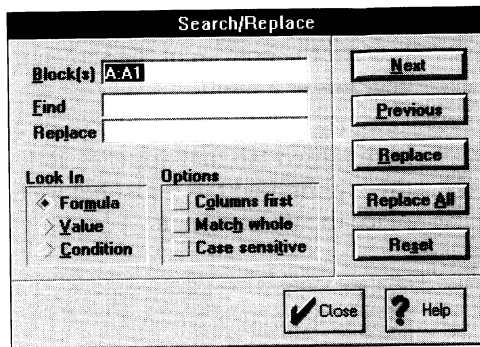 Search/Replace
Block(s) A:A1
Find
Replace
Look In
Formula
Value
Condition
Options
Columns first
Match whole
Case sensitive
Next
Previous
Replace
Replace All
Reset
Close
Help